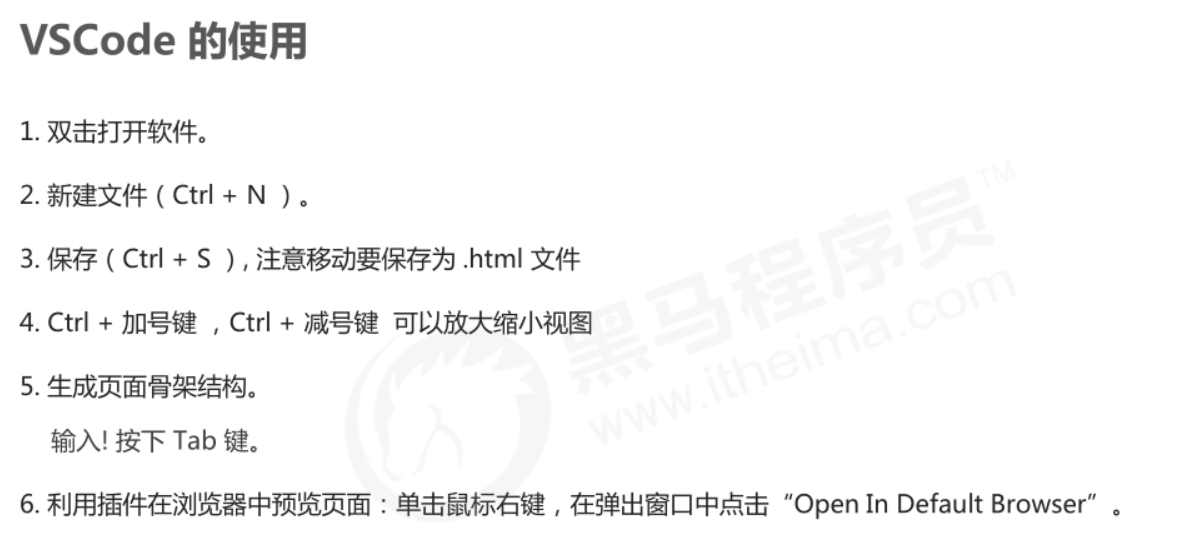 VSCode 的使用
1. 双击打开软件。
2. 新建文件（Ctrl + N ）。
3. 保存（Ctrl + S ）, 注意移动要保存为 .html 文件
4. Ctrl + 加号键 ，Ctrl + 减号键 可以放大缩小视图
5. 生成页面骨架结构。
输入! 按下 Tab 键。
6. 利用插件在浏览器中预览页面：单击鼠标右键，在弹出窗口中点击“Open In Default Browser”。
黑马程序员™
www.itheima.com